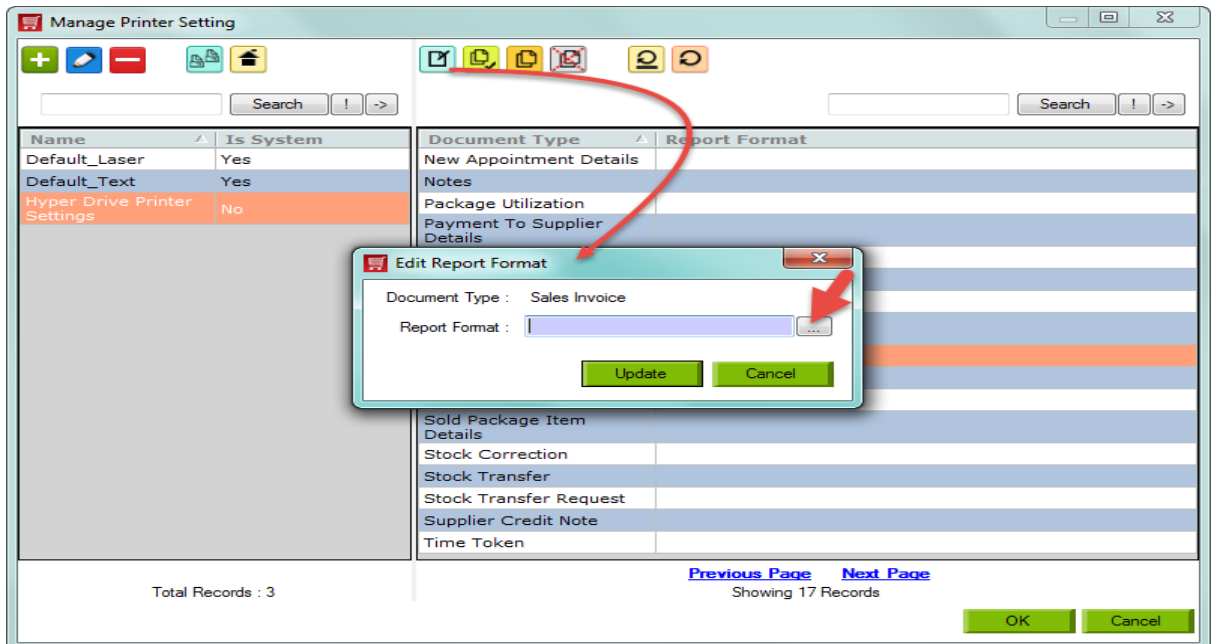 Manage Printer Setting
Search ! ->
Search ! ->
Name Is System
Default_Laser Yes
Default_Text Yes
Hyper Drive Printer
Settings
No
Total Records : 3
Document Type Report Format
New Appointment Details
Notes
Package Utilization
Payment To Supplier
Details
Edit Report Format
Document Type : Sales Invoice
Report Format : ...
Update Cancel
Sold Package Item
Details
Stock Correction
Stock Transfer
Stock Transfer Request
Supplier Credit Note
Time Token
Previous Page Next Page
Showing 17 Records
OK Cancel